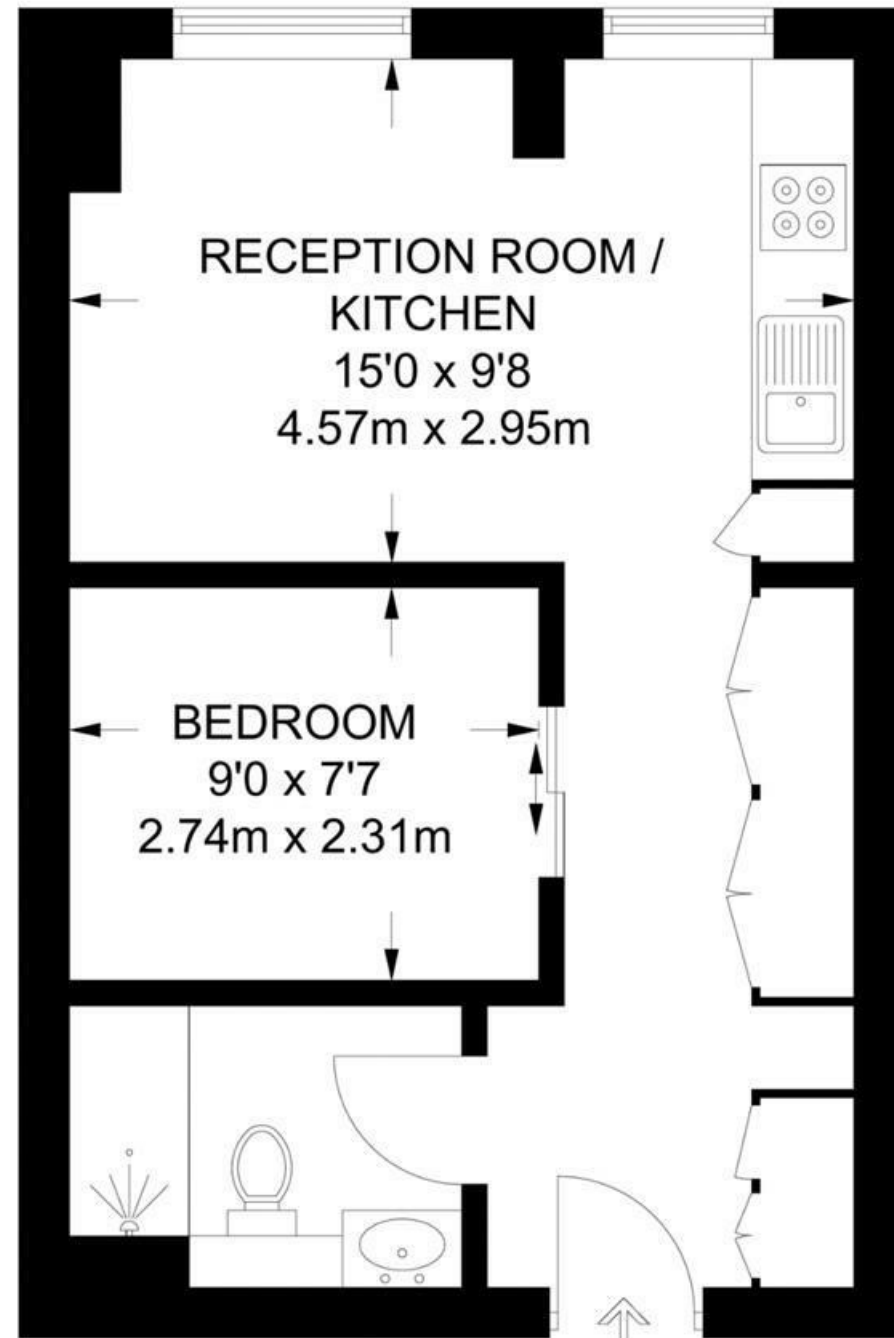 RECEPTION ROOM /
KITCHEN
15'0 x 9'8
4.57m x 2.95m
BEDROOM
9'0 x 7'7
2.74m x 2.31m